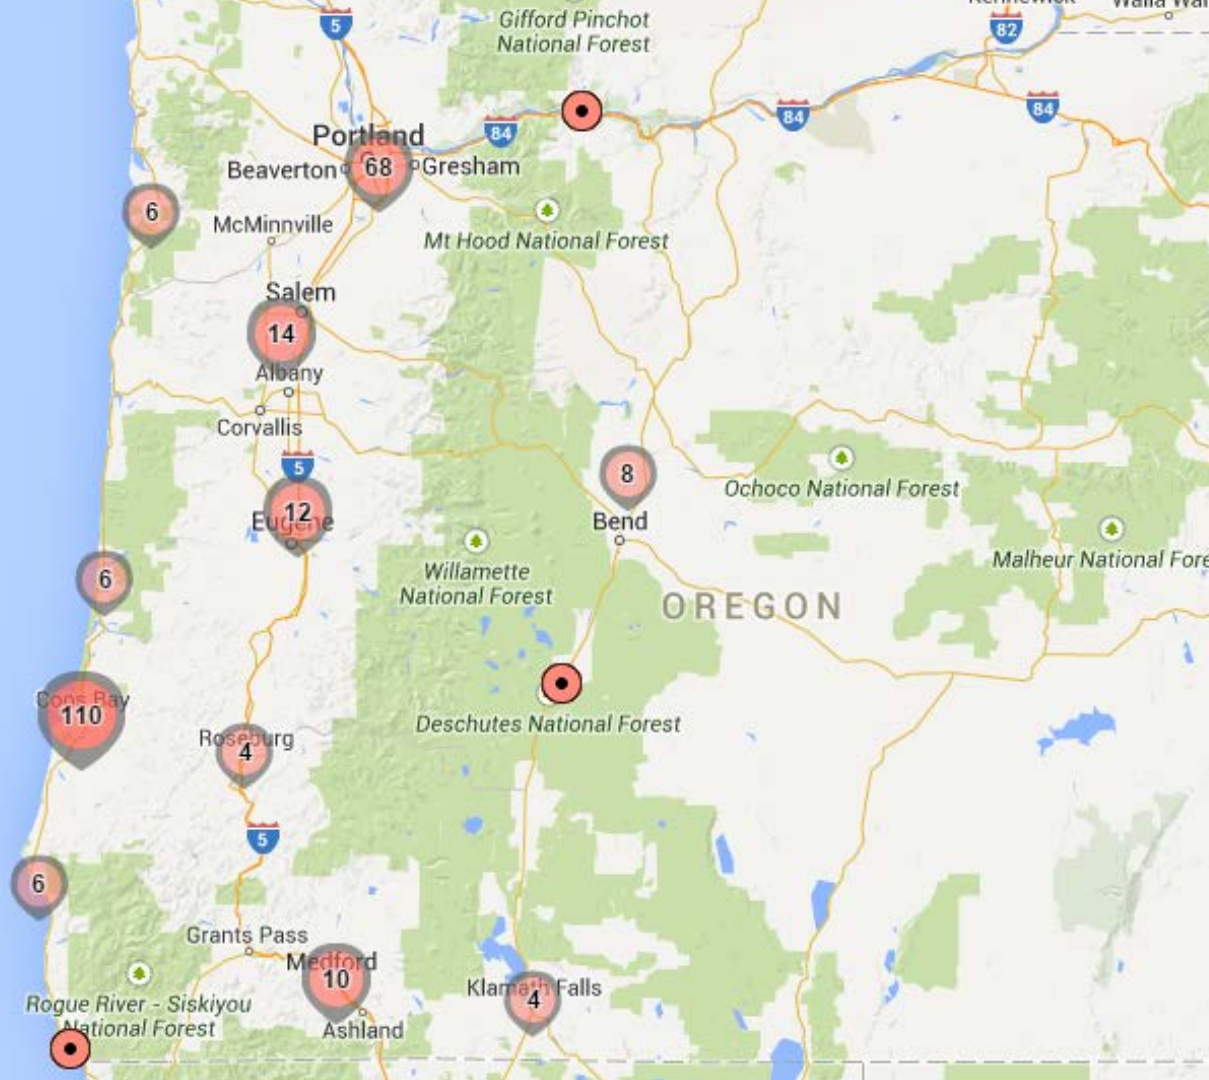 Gifford Pinchot
National Forest
5
82
84
84
84
Portland
Beaverton
68
Gresham
6
McMinnville
Mt Hood National Forest
Salem
14
Albany
Corvallis
5
8
Ochoco National Forest
12
Eugene
Bend
Willamette
National Forest
Malheur National Fore
6
OREGON
Coos Bay
110
Roseburg
4
Deschutes National Forest
5
6
Grants Pass
Medford
10
Klamath Falls
4
Rogue River - Siskiyou
National Forest
Ashland